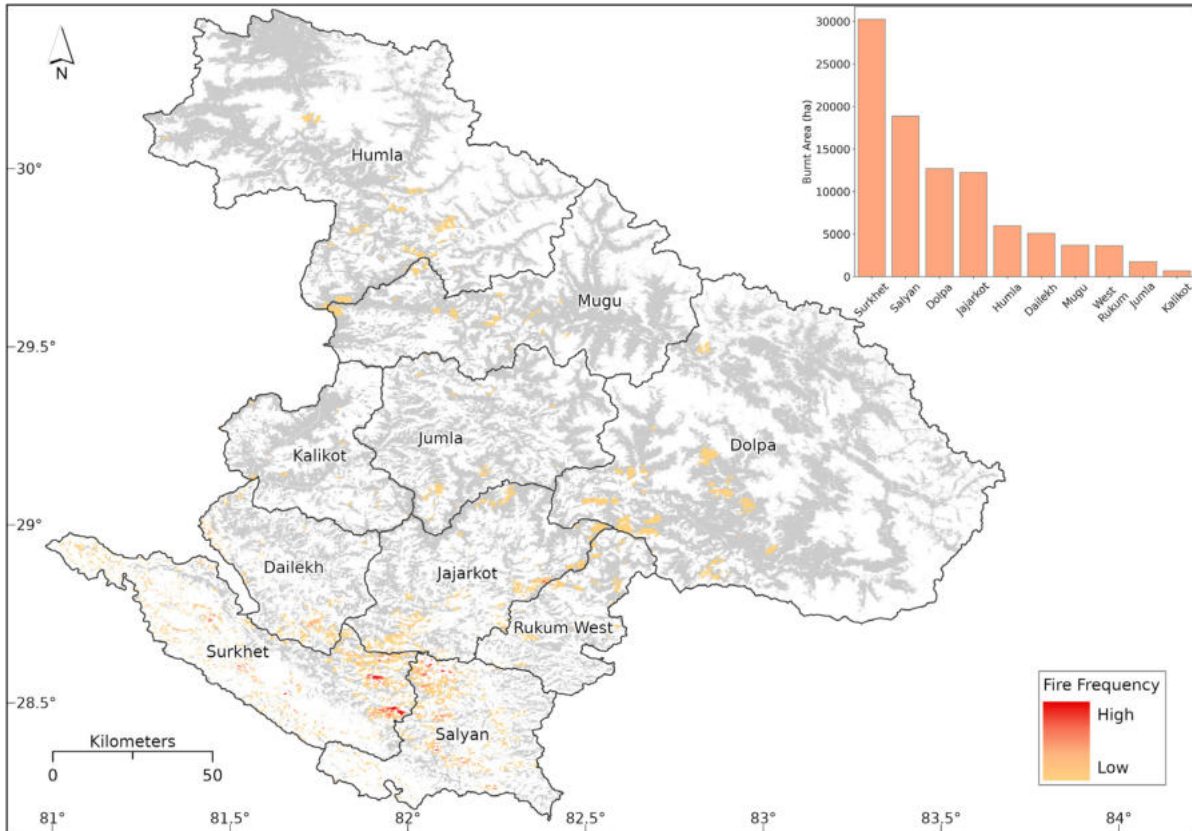 N
30°
29.5°
29°
28.5°
81°
81.5°
82°
82.5°
83°
83.5°
84°
Humla
Mugu
Dolpa
Jumla
Kalikot
Dailekh
Jajarkot
Rukum West
Surkhet
Salyan
Kilometers
0 50
Burnt Area (ha)
30000
25000
20000
15000
10000
5000
0
Surkhet
Salyan
Dolpa
Jajarkot
Humla
Dailekh
Mugu
West
Rukum
Jumla
Kalikot
Fire Frequency
High
Low